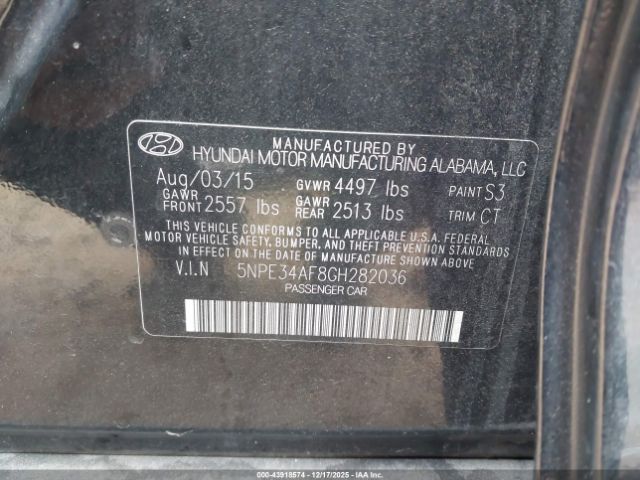 MANUFACTURED BY
HYUNDAI MOTOR MANUFACTURING ALABAMA, LLC
Aug/03/15 GVWR 4497 lbs PAINT S3
GAWR FRONT 2557 lbs GAWR REAR 2513 lbs TRIM CT
THIS VEHICLE CONFORMS TO ALL APPLICABLE U.S.A. FEDERAL
MOTOR VEHICLE SAFETY, BUMPER, AND THEFT PREVENTION STANDARDS
IN EFFECT ON THE DATE OF MANUFACTURE SHOWN ABOVE.
V.I.N 5NPE34AF8GH282036
PASSENGER CAR
000-43918574 - 12/17/2025 - IAA Inc.